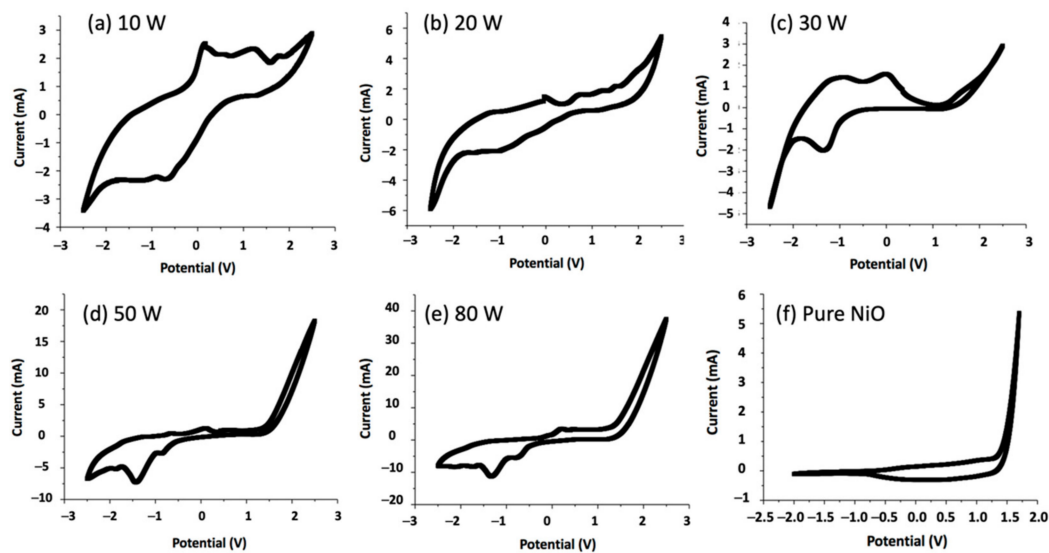 (a) 10 W
(b) 20 W
(c) 30 W
3
2
1
0
−1
−2
−3
−4
Current (mA)
−3 −2 −1 0 1 2 3
Potential (V)
6
4
2
0
−2
−4
−6
Current (mA)
−3 −2 −1 0 1 2 3
Potential (V)
4
3
2
1
0
−1
−2
−3
−4
−5
Current (mA)
−3 −2 −1 0 1 2 3
Potential (V)
(d) 50 W
(e) 80 W
(f) Pure NiO
20
15
10
5
0
−5
−10
Current (mA)
−3 −2 −1 0 1 2 3
Potential (V)
40
30
20
10
0
−10
−20
Current (mA)
−3 −2 −1 0 1 2 3
Potential (V)
6
5
4
3
2
1
0
−1
Current (mA)
−2.5 −2.0 −1.5 −1.0 −0.5 0.0 0.5 1.0 1.5 2.0
Potential (V)